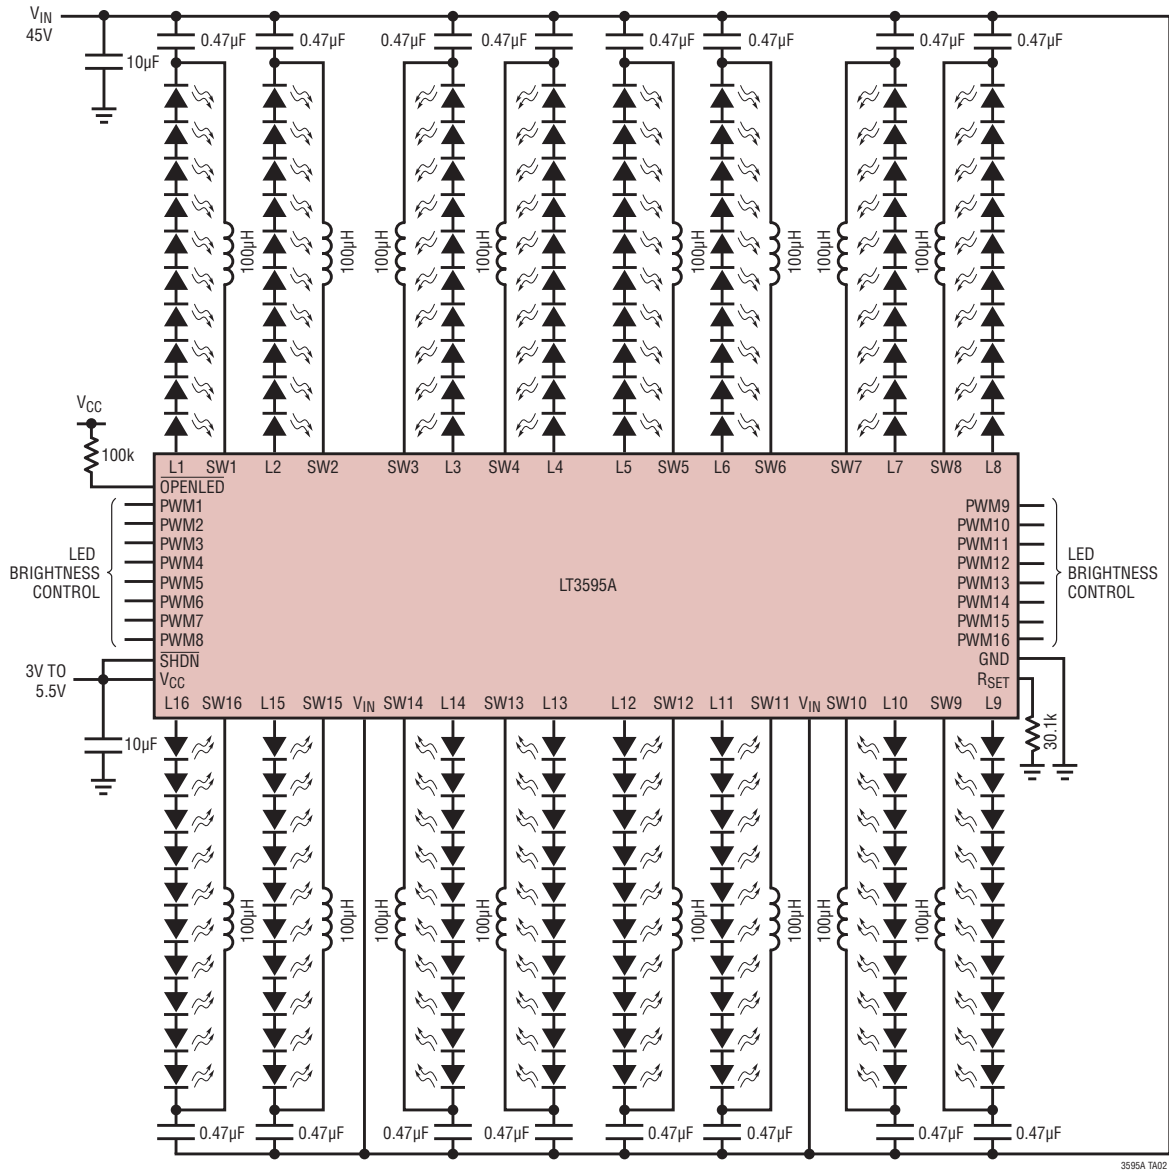 VIN
45V
10µF
0.47µF 0.47µF 0.47µF 0.47µF 0.47µF 0.47µF 0.47µF 0.47µF
100µH 100µH 100µH 100µH 100µH 100µH 100µH 100µH
VCC
100k
L1 SW1 L2 SW2 SW3 L3 SW4 L4 L5 SW5 L6 SW6 SW7 L7 SW8 L8
OPENLED
PWM1
PWM2
PWM3
PWM4
PWM5
PWM6
PWM7
PWM8
LED
BRIGHTNESS
CONTROL
LT3595A
PWM9
PWM10
PWM11
PWM12
PWM13
PWM14
PWM15
PWM16
LED
BRIGHTNESS
CONTROL
SHDN
VCC
3V TO
5.5V
GND
RSET
L16 SW16 L15 SW15 VIN SW14 L14 SW13 L13 L12 SW12 L11 SW11 VIN SW10 L10 SW9 L9
10µF
30.1k
100µH 100µH 100µH 100µH 100µH 100µH 100µH 100µH
0.47µF 0.47µF 0.47µF 0.47µF 0.47µF 0.47µF 0.47µF 0.47µF
3595A TA02